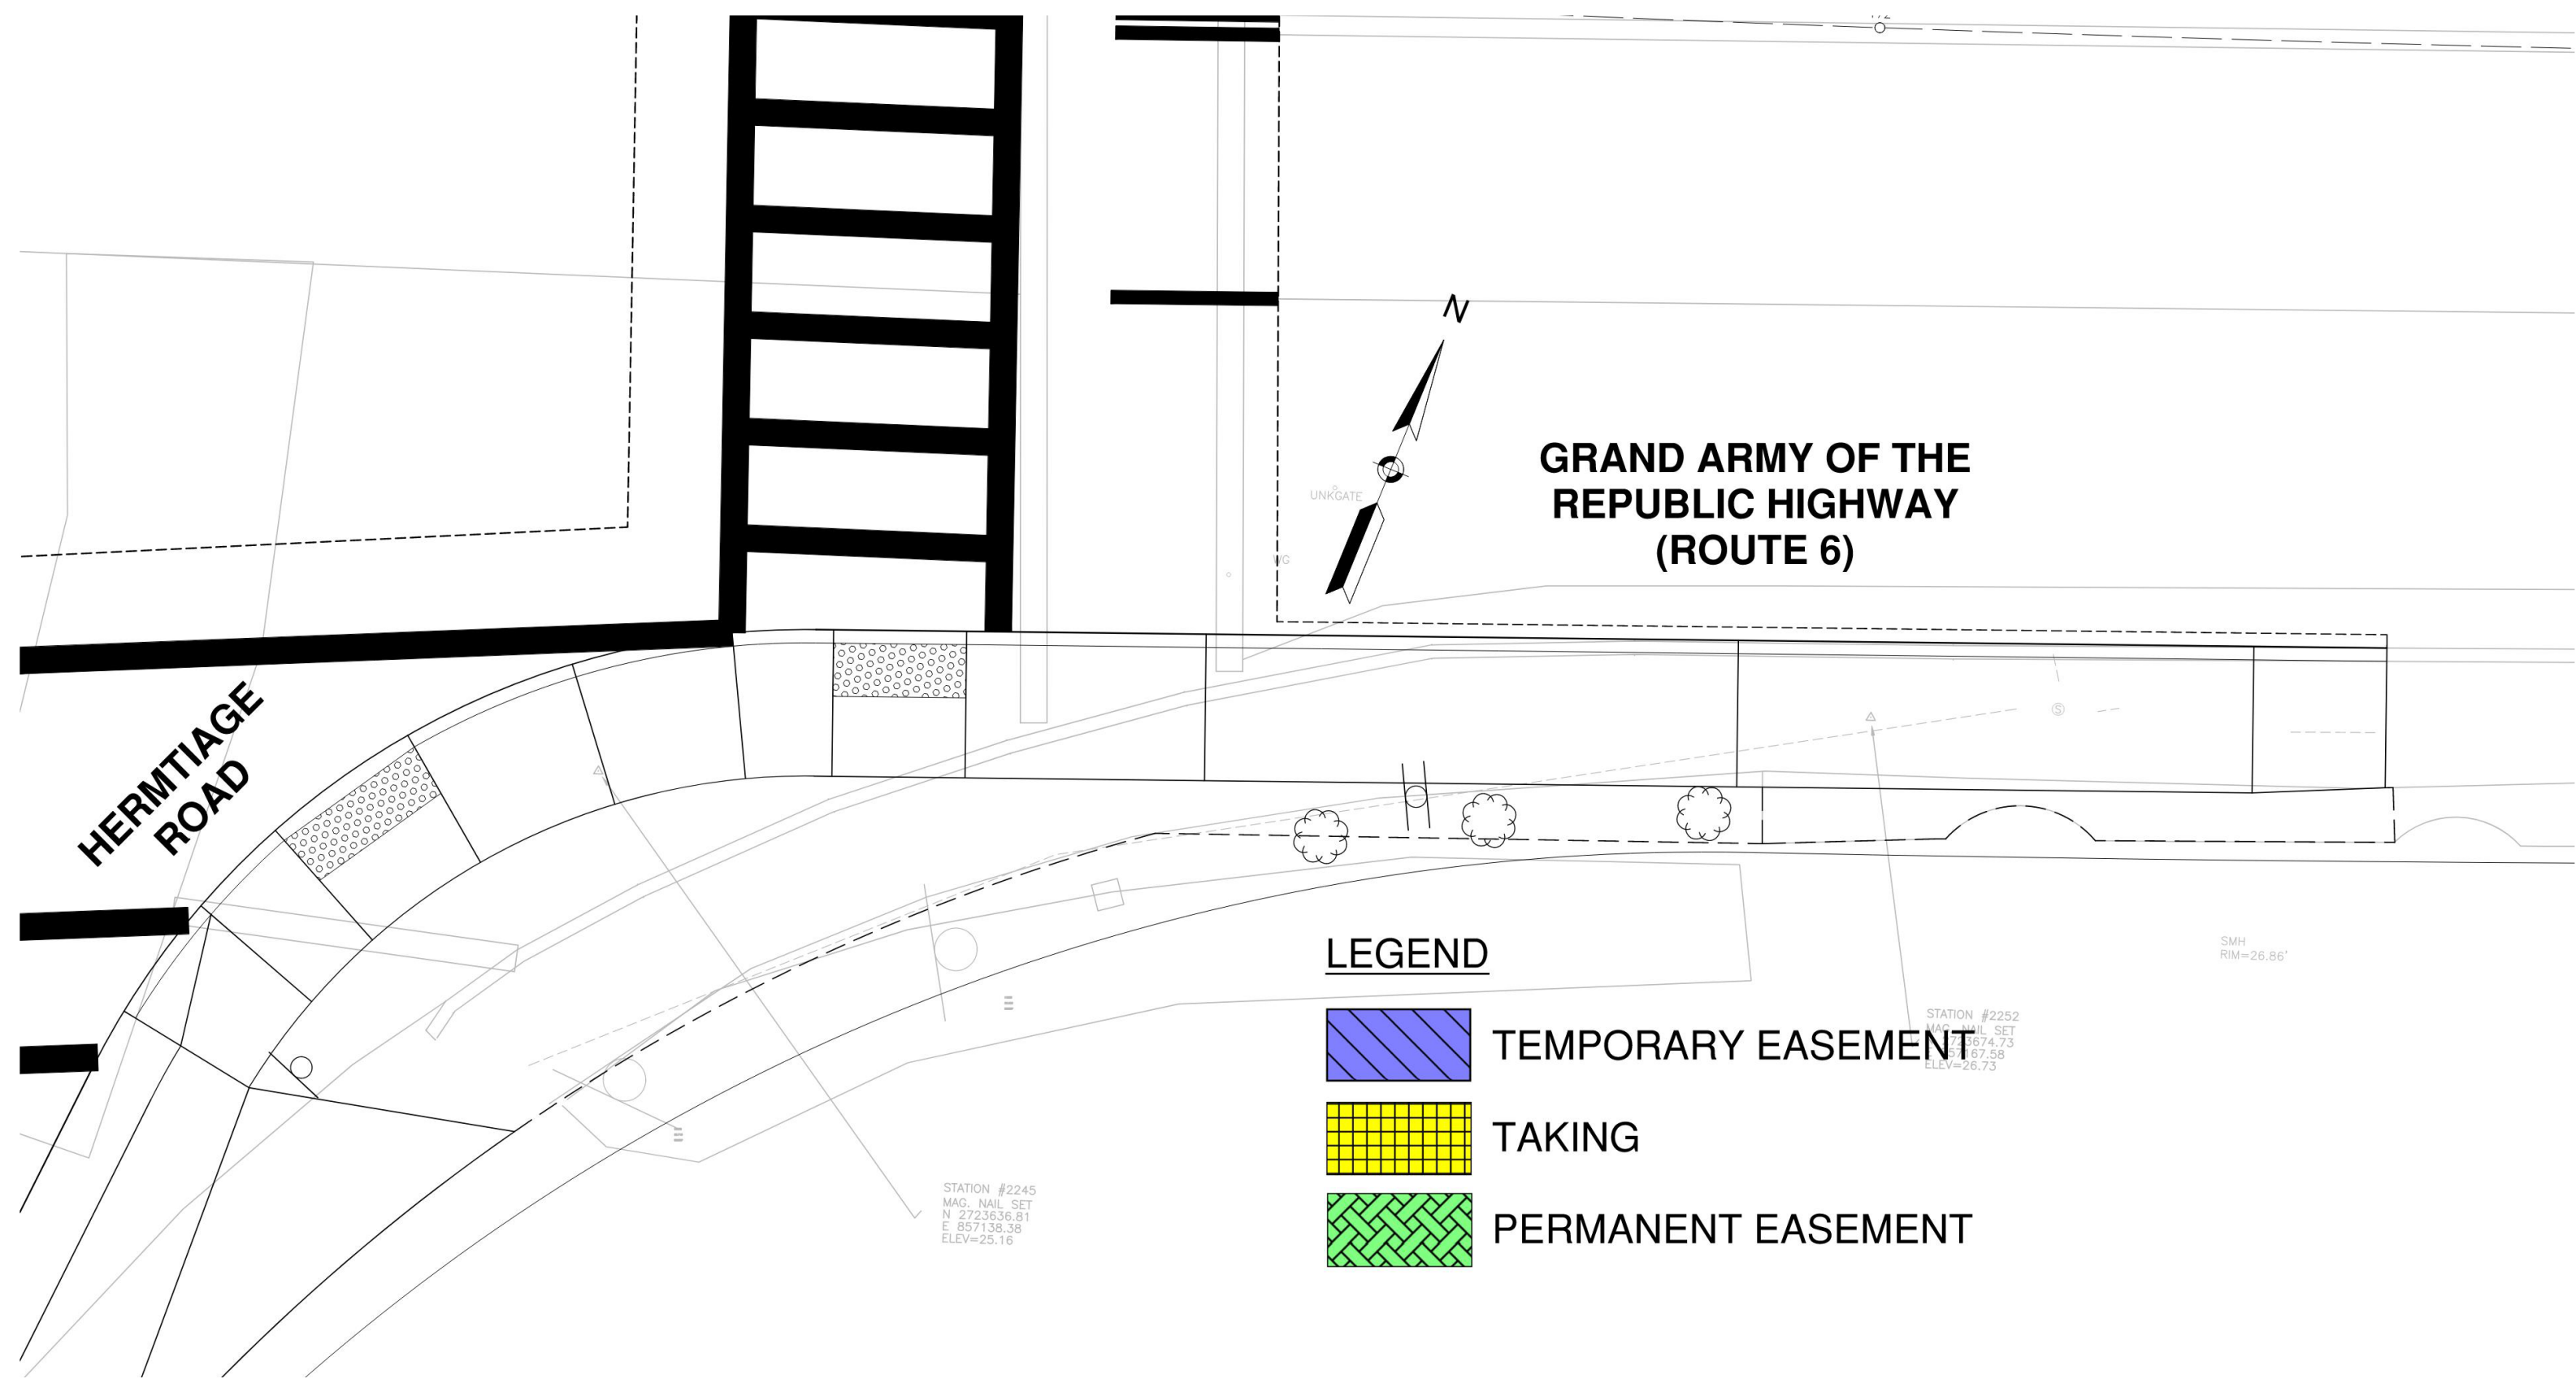 N
GRAND ARMY OF THE
REPUBLIC HIGHWAY
(ROUTE 6)
UNKGATE
WG
HERMTIAGE
ROAD
S
LEGEND
TEMPORARY EASEMENT
TAKING
PERMANENT EASEMENT
SMH
RIM=26.86'
STATION #2252
MAG. NAIL SET
ELEV=26.73
STATION #2245
MAG. NAIL SET
N 2723636.81
E 857138.38
ELEV=25.16